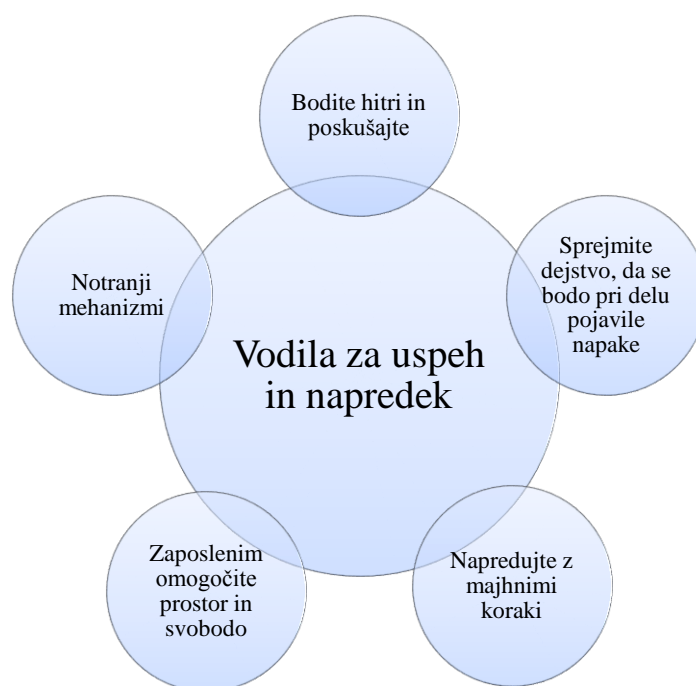 Bodite hitri in
poskušajte
Sprejmite
dejstvo, da se
bodo pri delu
pojavile
napake
Napredujte z
majhnimi
koraki
Zaposlenim
omogočite
prostor in
svobodo
Notranji
mehanizmi
Vodila za uspeh
in napredek